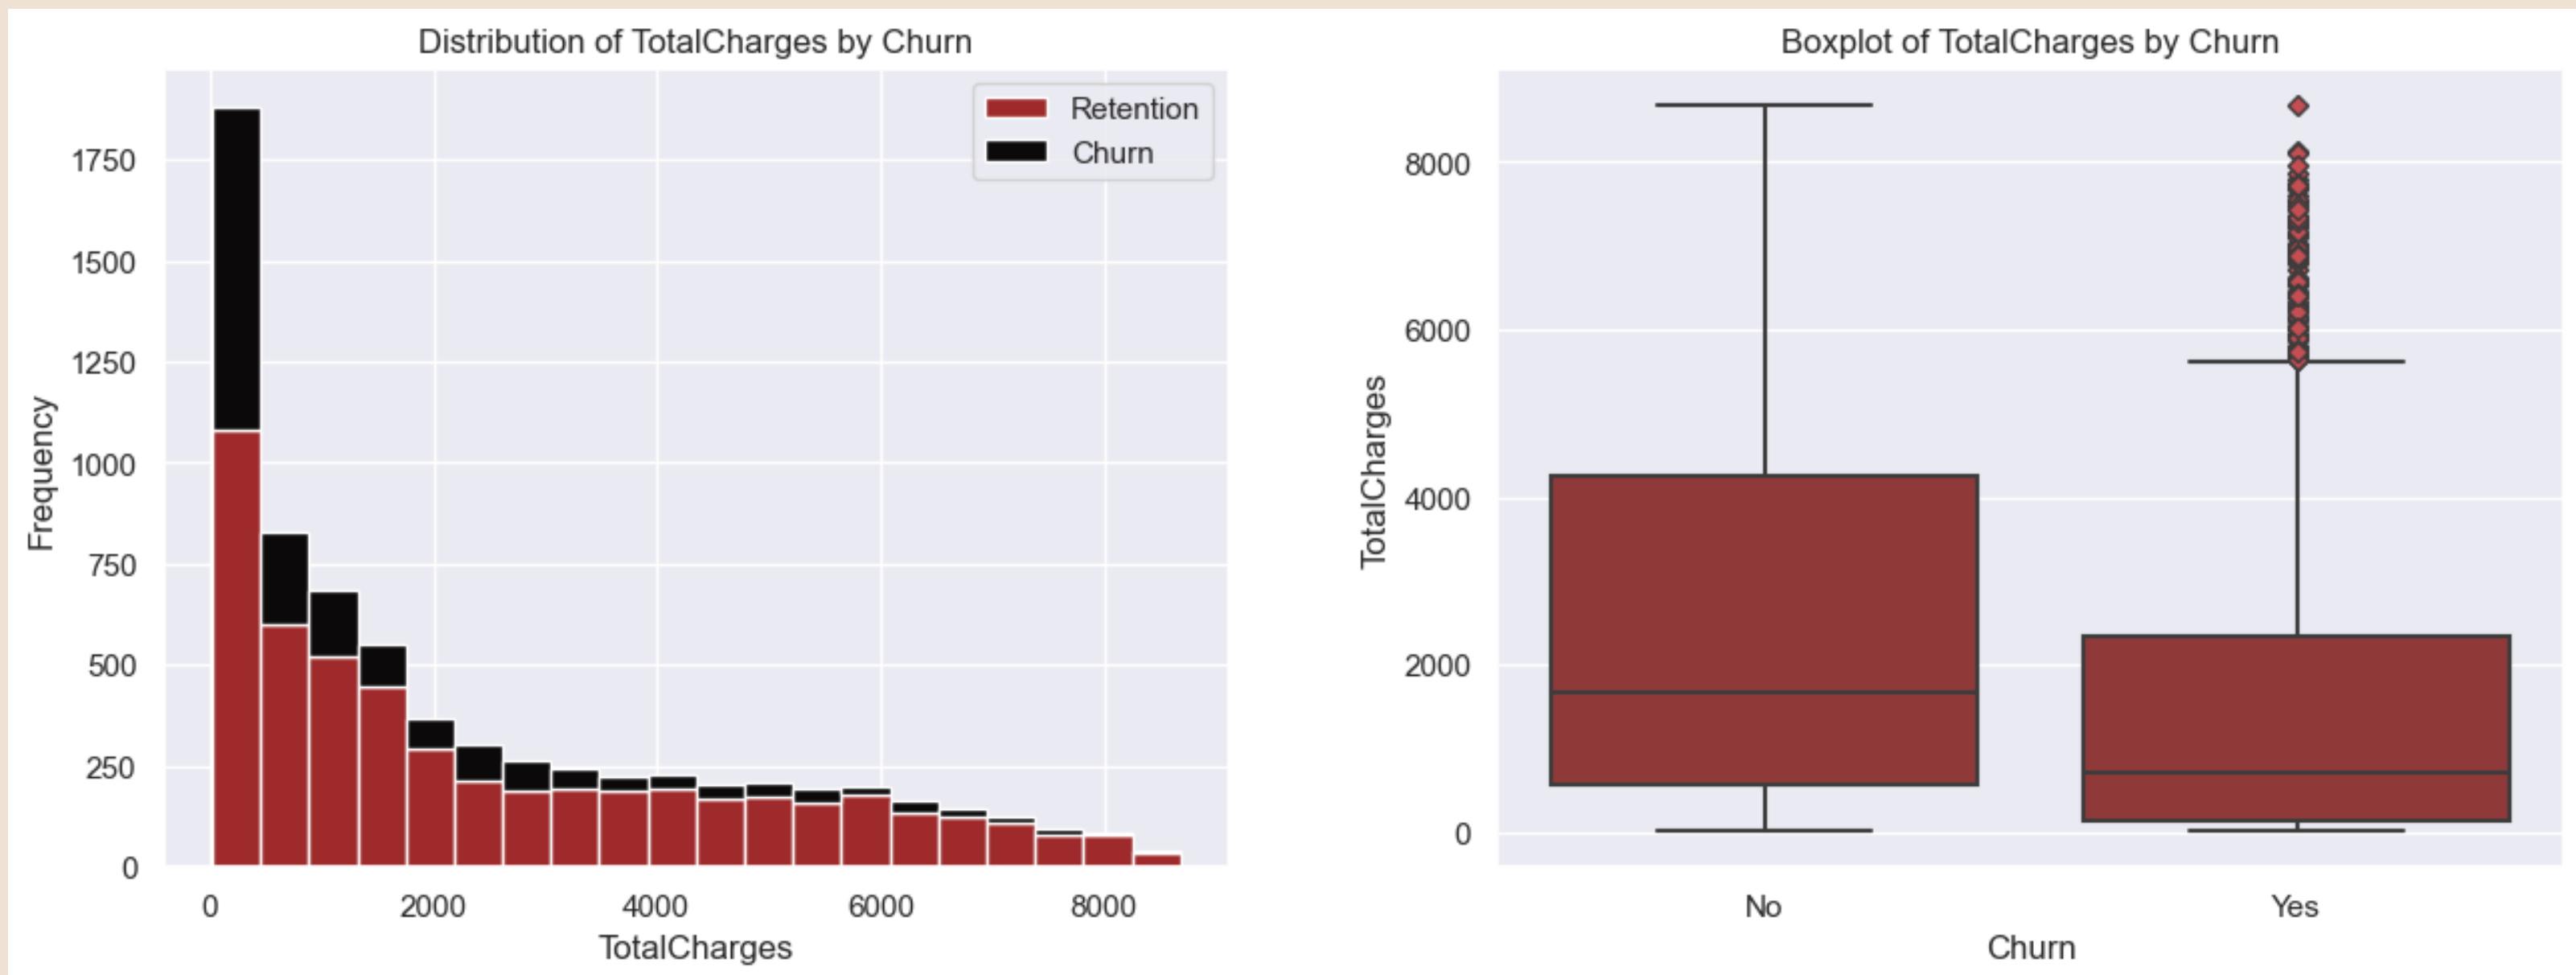 Distribution of TotalCharges by Churn
Retention
Churn
1750
1500
1250
1000
750
500
250
0
Frequency
0 2000 4000 6000 8000
TotalCharges
Boxplot of TotalCharges by Churn
8000
6000
4000
2000
0
TotalCharges
No Yes
Churn